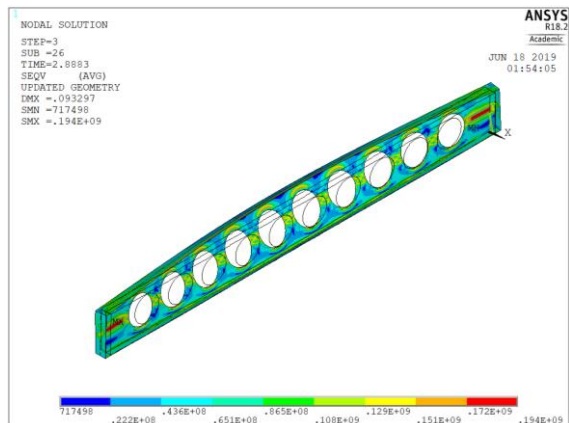 1
NODAL SOLUTION
STEP=3
SUB =26
TIME=2.8883
SEQV     (AVG)
UPDATED GEOMETRY
DMX =.093297
SMN =717498
SMX =.194E+09
ANSYS
R18.2
Academic
JUN 18 2019
01:54:05
X
717498 .436E+08 .865E+08 .129E+09 .172E+09
.222E+08 .651E+08 .108E+09 .151E+09 .194E+09